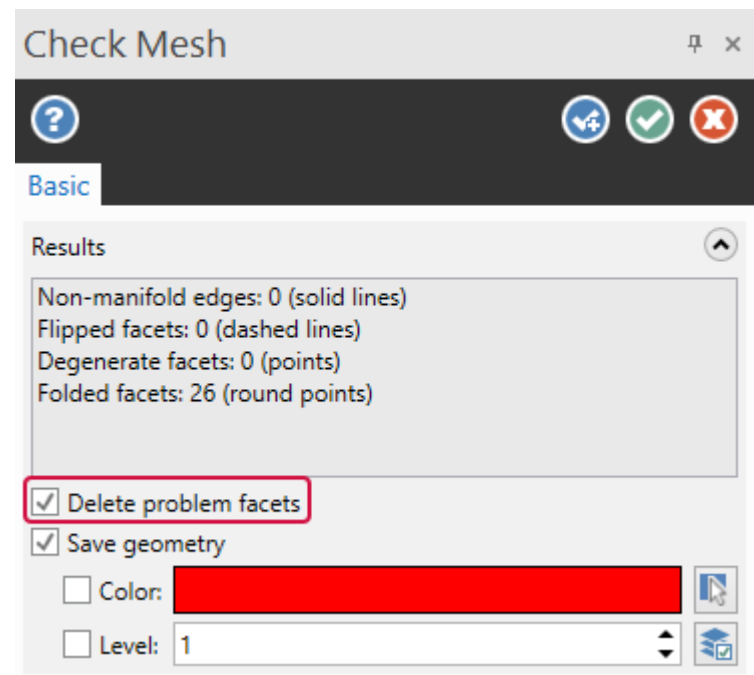 Check Mesh
?
Basic
Results
Non-manifold edges: 0 (solid lines)
Flipped facets: 0 (dashed lines)
Degenerate facets: 0 (points)
Folded facets: 26 (round points)
Delete problem facets
Save geometry
Color:
Level: 1